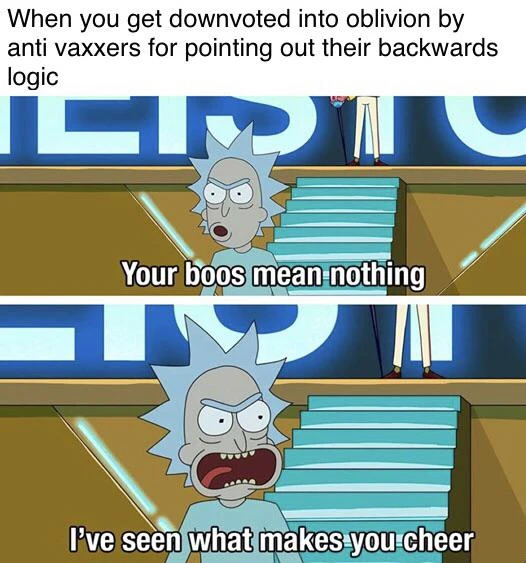 When you get downvoted into oblivion by
anti vaxxers for pointing out their backwards
logic
Your boos mean nothing
I've seen what makes you cheer